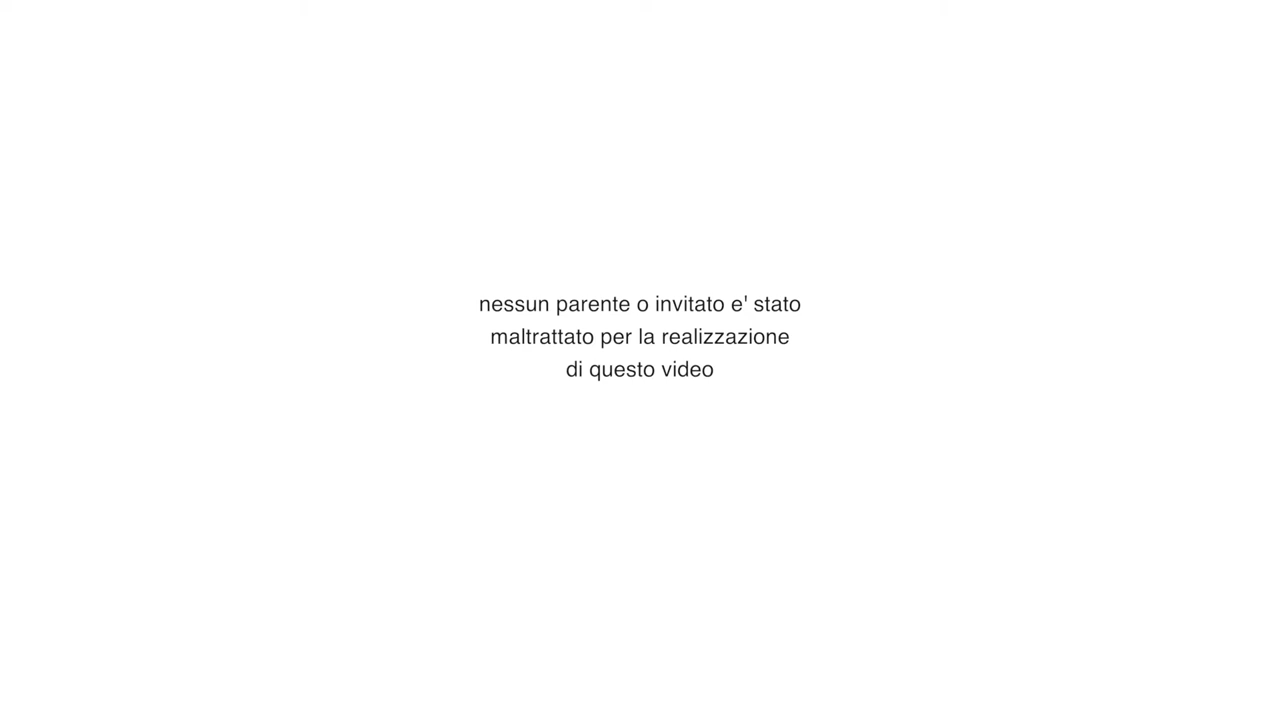 nessun parente o invitato e' stato
maltrattato per la realizzazione
di questo video